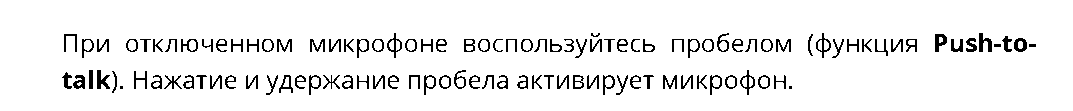 При отключенном микрофоне воспользуйтесь пробелом (функция Push-to-
talk). Нажатие и удержание пробела активирует микрофон.